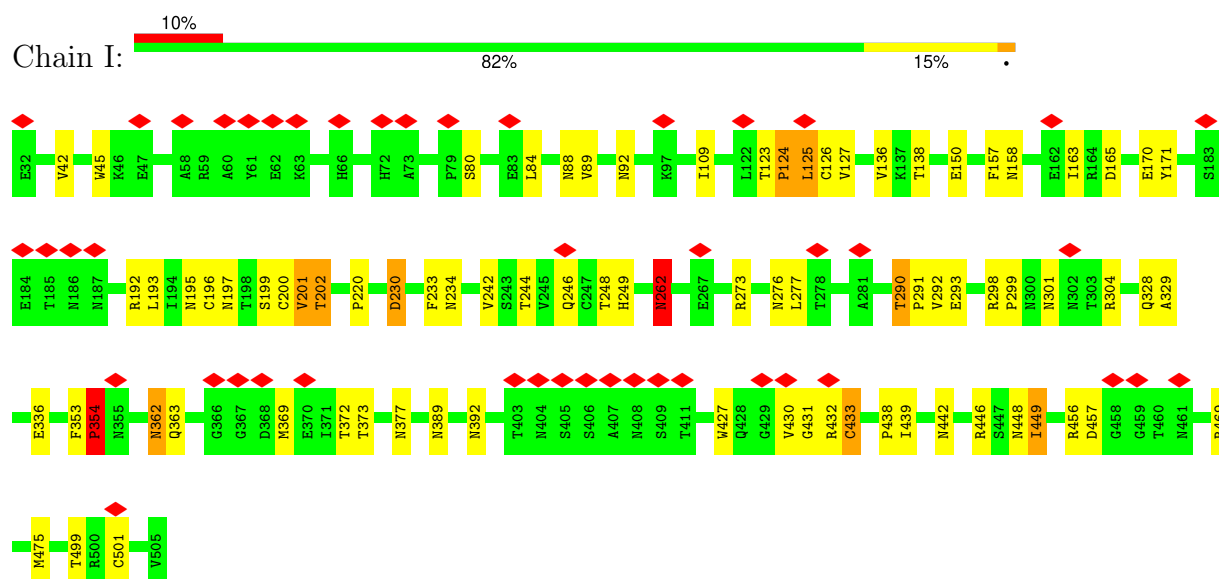 10%
Chain I:
82% 15% •
E32 V42 W45 K46 E47 A58 R59 A60 Y61 E62 K63 H66 H72 A73 P79 S80 E83 L84 N88 V89 N92 K97 I109 L122 T123 P124 L125 C126 V127 V136 K137 T138 E150 F157 N158 E162 I163 R164 D165 E170 Y171 S183
E184 T185 N186 N187 R192 L193 I194 N195 C196 N197 T198 S199 C200 V201 T202 P220 D230 F233 N234 V242 S243 T244 V245 Q246 C247 T248 H249 N262 E267 R273 N276 L277 T278 A281 T290 P291 V292 E293 R298 P299 N300 N301 N302 T303 R304 Q328 A329
E336 F353 P354 N355 N362 Q363 G366 G367 D368 M369 E370 I371 T372 T373 N377 N389 N392 T403 N404 S405 S406 A407 N408 S409 T411 W427 Q428 G429 V430 G431 R432 C433 P438 I439 N442 R446 S447 N448 I449 R456 D457 G458 G459 T460 N461
M475 T499 R500 C501 V505